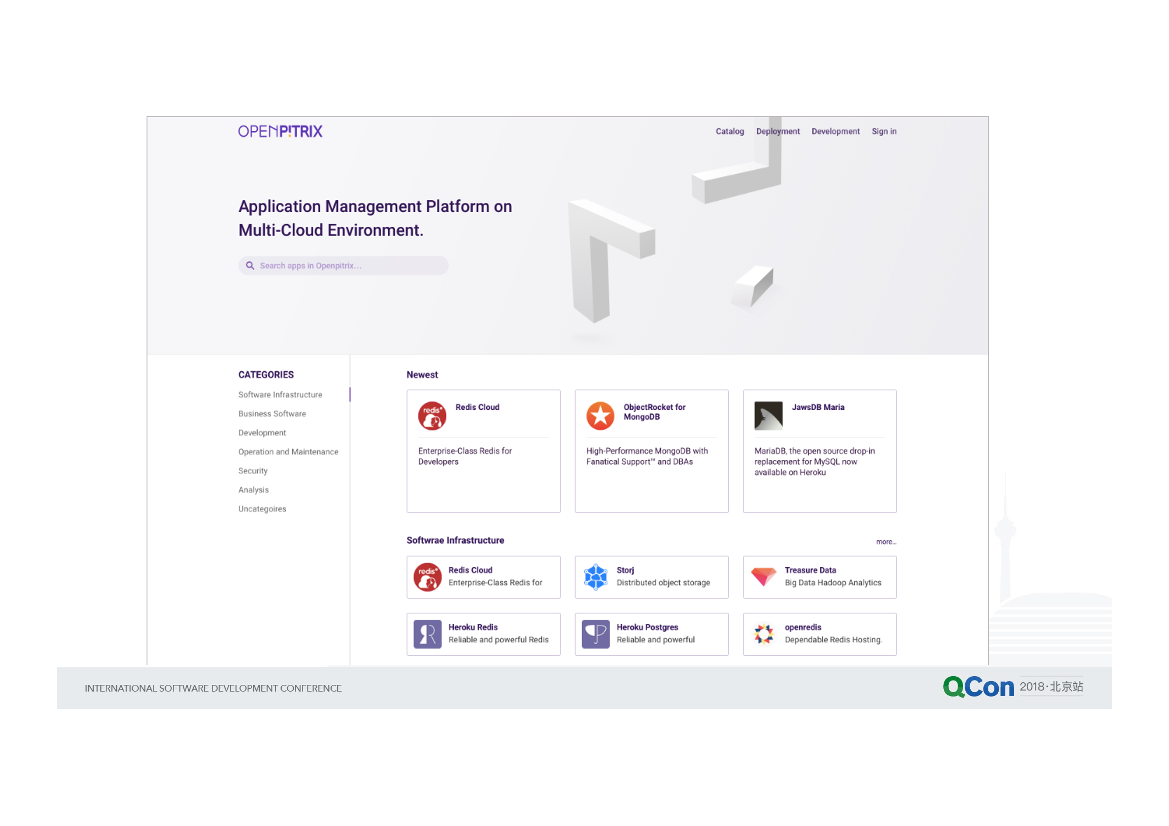 OPENPITRIX
Catalog Deployment Development Sign in
Application Management Platform on
Multi-Cloud Environment.
Search apps in Openpitrix...
CATEGORIES
Software Infrastructure
Business Software
Development
Operation and Maintenance
Security
Analysis
Uncategoires
Newest
redis
Redis Cloud
Enterprise-Class Redis for
Developers
ObjectRocket for
MongoDB
High-Performance MongoDB with
Fanatical Support™ and DBAs
JawsDB Maria
MariaDB, the open source drop-in
replacement for MySQL now
available on Heroku
Softwrae Infrastructure
more...
redis
Redis Cloud
Enterprise-Class Redis for
Storj
Distributed object storage
Treasure Data
Big Data Hadoop Analytics
Heroku Redis
Reliable and powerful Redis
Heroku Postgres
Reliable and powerful
openredis
Dependable Redis Hosting.
INTERNATIONAL SOFTWARE DEVELOPMENT CONFERENCE
QCon 2018·北京站